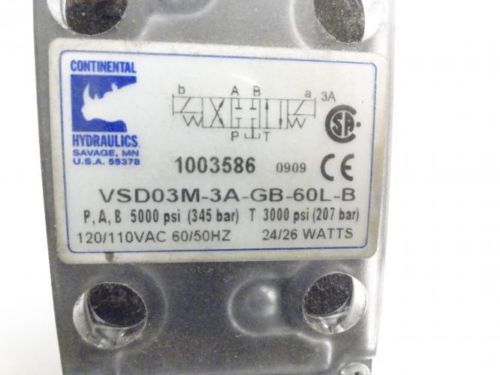 CONTINENTAL
HYDRAULICS
SAVAGE, MN
U.S.A. 55378
b A B a 3A
P T
SA
1003586 0909 CE
VSD03M-3A-GB-60L-B
P, A, B 5000 psi (345 bar) T 3000 psi (207 bar)
120/110VAC 60/50HZ 24/26 WATTS